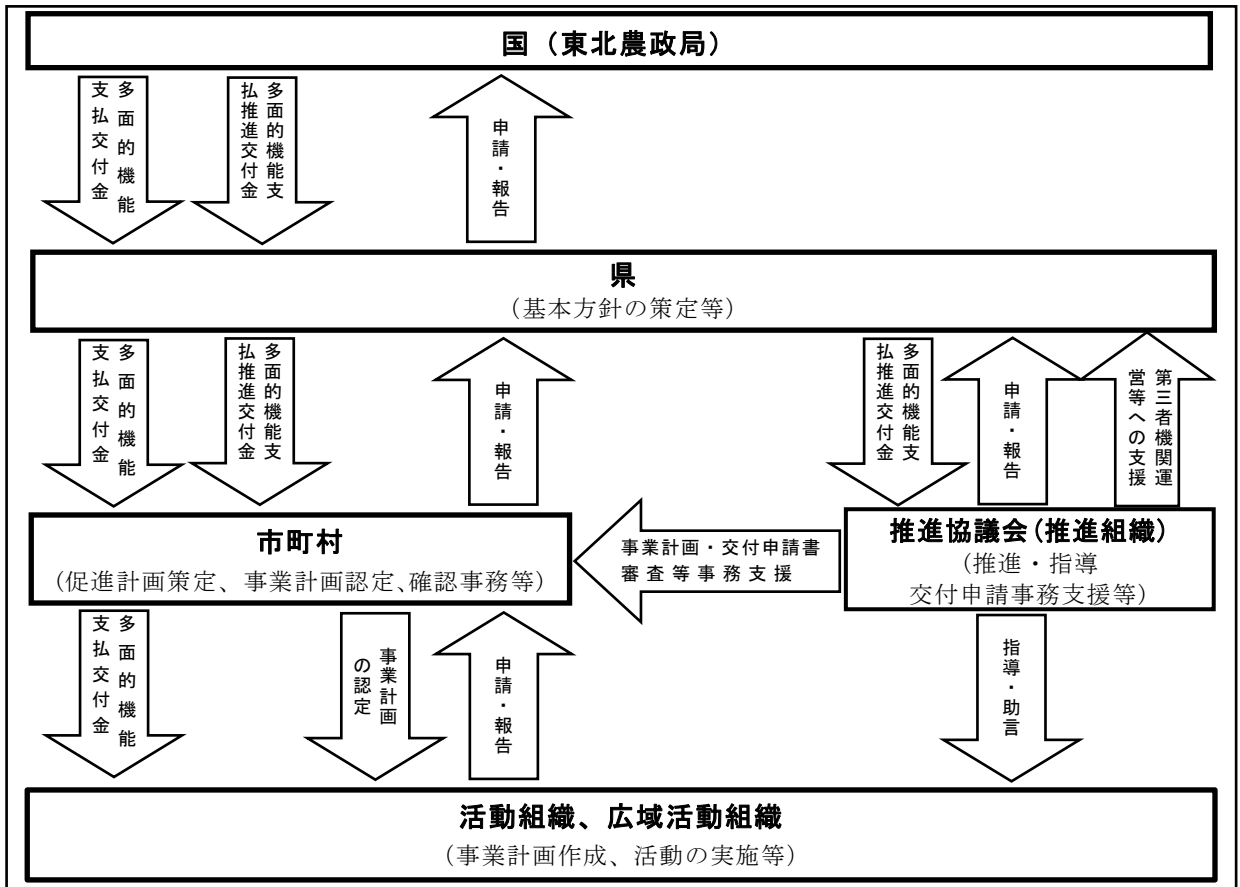 国（東北農政局）
多面的機能
支払交付金
多面的機能支
払推進交付金
申請・報告
県
（基本方針の策定等）
多面的機能
支払交付金
多面的機能支
払推進交付金
申請・報告
多面的機能支
払推進交付金
申請・報告
第三者機関運
営等への支援
市町村
（促進計画策定、事業計画認定、確認事務等）
事業計画・交付申請書
審査等事務支援
推進協議会（推進組織）
（推進・指導
交付申請事務支援等）
多面的機能
支払交付金
事業計画
の認定
申請・報告
指導・助言
活動組織、広域活動組織
（事業計画作成、活動の実施等）